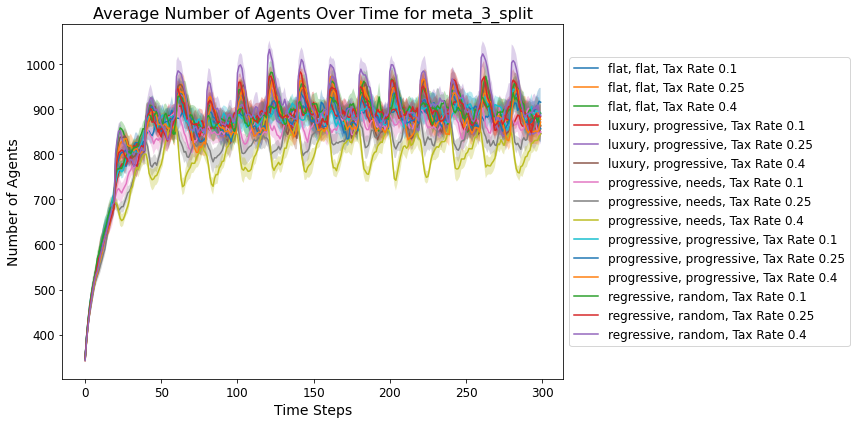 Average Number of Agents Over Time for meta_3_split
1000
900
800
700
600
500
400
Number of Agents
0 50 100 150 200 250 300
Time Steps
flat, flat, Tax Rate 0.1
flat, flat, Tax Rate 0.25
flat, flat, Tax Rate 0.4
luxury, progressive, Tax Rate 0.1
luxury, progressive, Tax Rate 0.25
luxury, progressive, Tax Rate 0.4
progressive, needs, Tax Rate 0.1
progressive, needs, Tax Rate 0.25
progressive, needs, Tax Rate 0.4
progressive, progressive, Tax Rate 0.1
progressive, progressive, Tax Rate 0.25
progressive, progressive, Tax Rate 0.4
regressive, random, Tax Rate 0.1
regressive, random, Tax Rate 0.25
regressive, random, Tax Rate 0.4